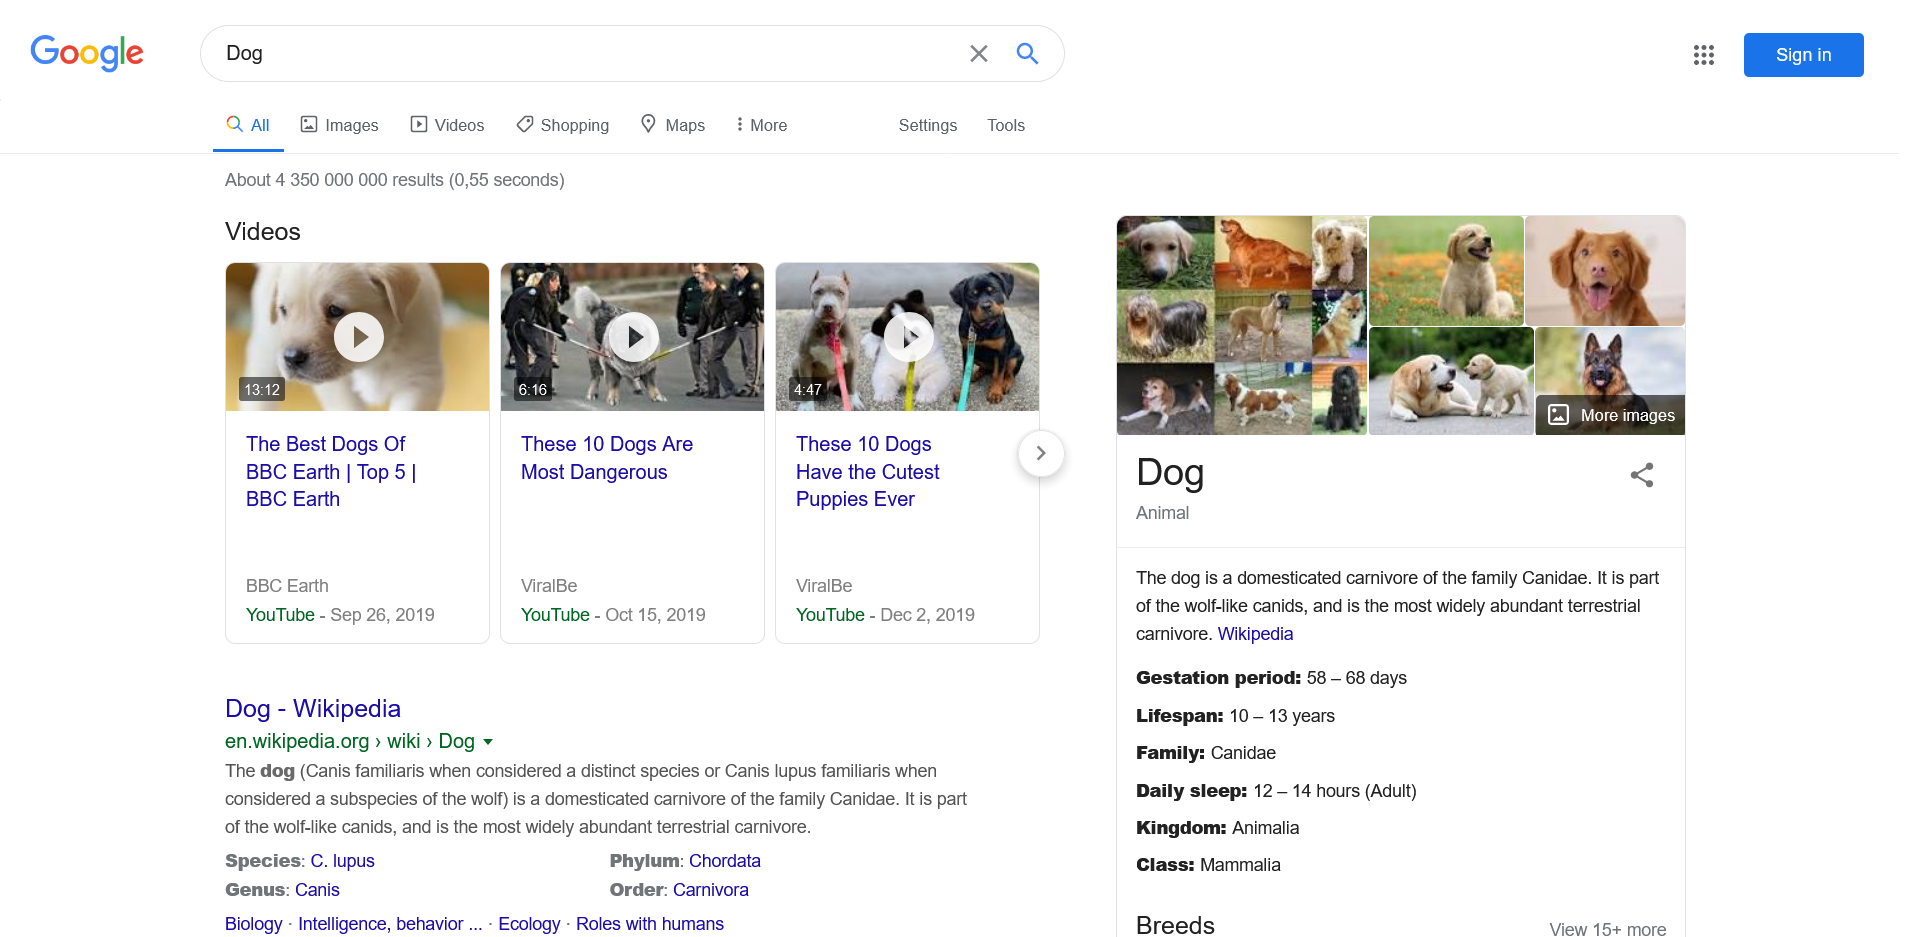 Google
Dog
Sign in
All
Images
Videos
Shopping
Maps
More
Settings
Tools
About 4 350 000 000 results (0,55 seconds)
Videos
13:12
The Best Dogs Of
BBC Earth | Top 5 |
BBC Earth
BBC Earth
YouTube - Sep 26, 2019
6:16
These 10 Dogs Are
Most Dangerous
ViralBe
YouTube - Oct 15, 2019
4:47
These 10 Dogs
Have the Cutest
Puppies Ever
ViralBe
YouTube - Dec 2, 2019
Dog - Wikipedia
en.wikipedia.org › wiki › Dog
The dog (Canis familiaris when considered a distinct species or Canis lupus familiaris when
considered a subspecies of the wolf) is a domesticated carnivore of the family Canidae. It is part
of the wolf-like canids, and is the most widely abundant terrestrial carnivore.
Species: C. lupus
Phylum: Chordata
Genus: Canis
Order: Carnivora
Biology · Intelligence, behavior ... · Ecology · Roles with humans
More images
Dog
Animal
The dog is a domesticated carnivore of the family Canidae. It is part
of the wolf-like canids, and is the most widely abundant terrestrial
carnivore. Wikipedia
Gestation period: 58 – 68 days
Lifespan: 10 – 13 years
Family: Canidae
Daily sleep: 12 – 14 hours (Adult)
Kingdom: Animalia
Class: Mammalia
Breeds
View 15+ more